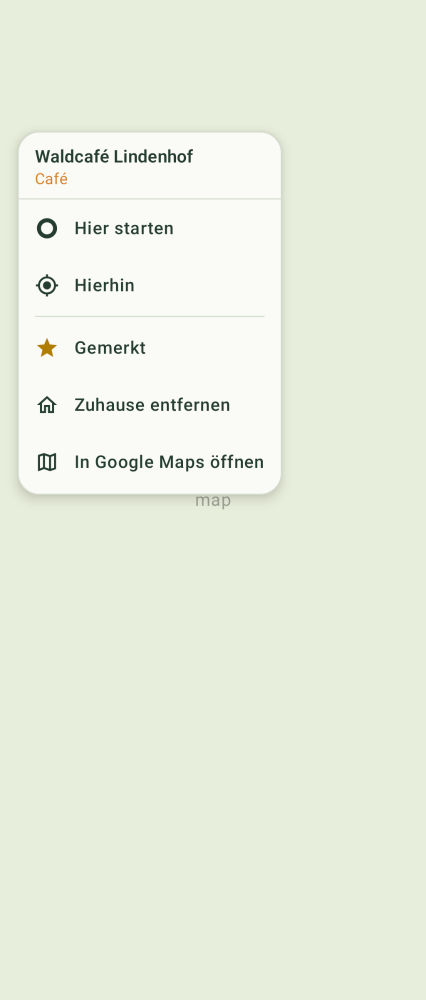 Waldcafé Lindenhof
Café
Hier starten
Hierhin
Gemerkt
Zuhause entfernen
In Google Maps öffnen
map